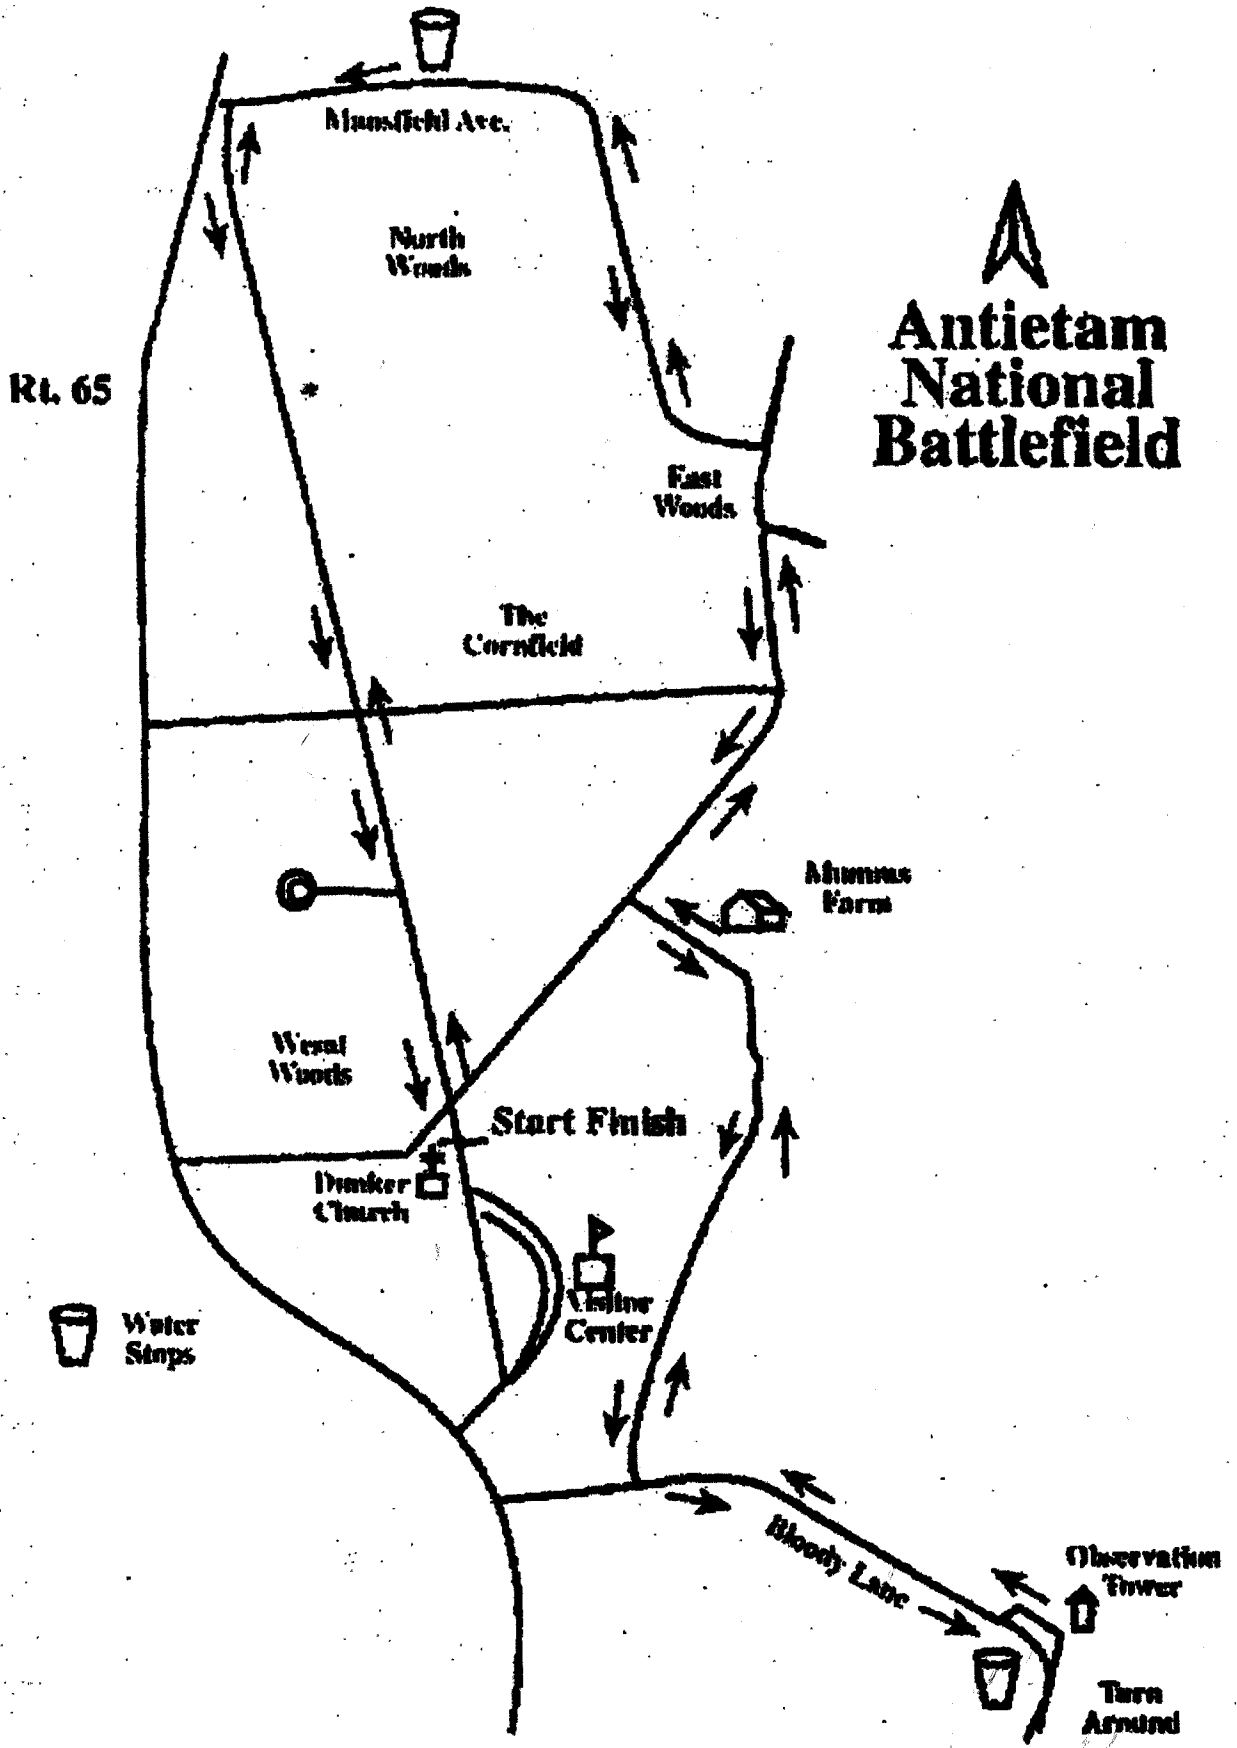 Mansfield Ave.
North
Woods
Antietam
National
Battlefield
Rt. 65
East
Woods
The
Cornfield
Mumma
Farm
West
Woods
Start Finish
Dunker
Church
Visitor
Center
Water
Stops
Bloody Lane
Observation
Tower
Turn
Around